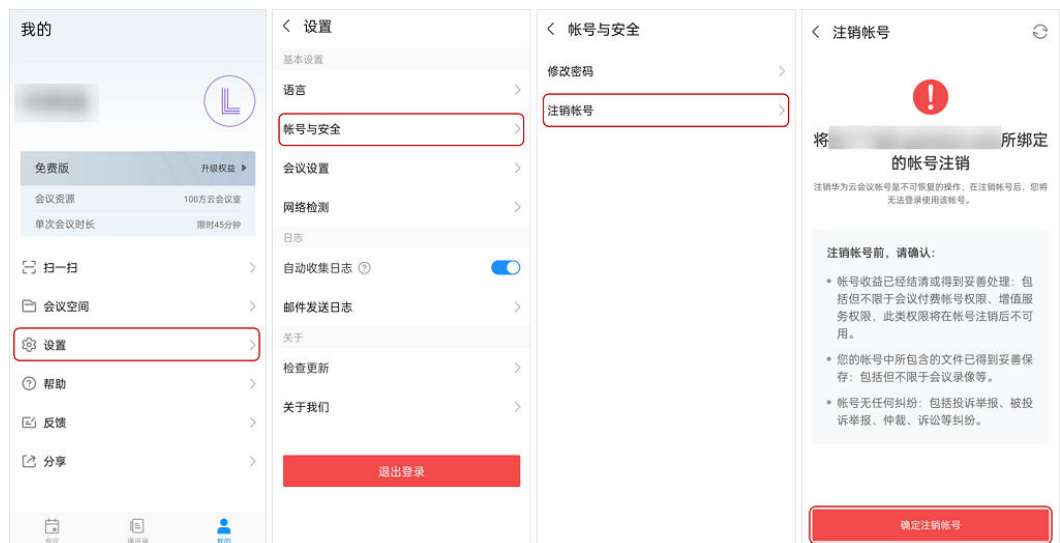 我的
免费版
升级权益
会议资源
100方云会议室
单次会议时长
限时45分钟
扫一扫
会议空间
设置
帮助
反馈
分享
会议
通讯录
我的
设置
基本设置
语言
帐号与安全
会议设置
网络检测
日志
自动收集日志
邮件发送日志
关于
检查更新
关于我们
退出登录
帐号与安全
修改密码
注销帐号
注销帐号
将 所绑定
的帐号注销
注销华为云会议帐号是不可恢复的操作，在注销帐号后，您将
无法登录使用该帐号。
注销帐号前，请确认：
• 帐号收益已经结清或得到妥善处理：包
括但不限于会议付费帐号权限、增值服
务权限，此类权限将在帐号注销后不可
用。
• 您的帐号中所包含的文件已得到妥善保
存：包括但不限于会议录像等。
• 帐号无任何纠纷：包括投诉举报、被投
诉举报、仲裁、诉讼等纠纷。
确定注销帐号